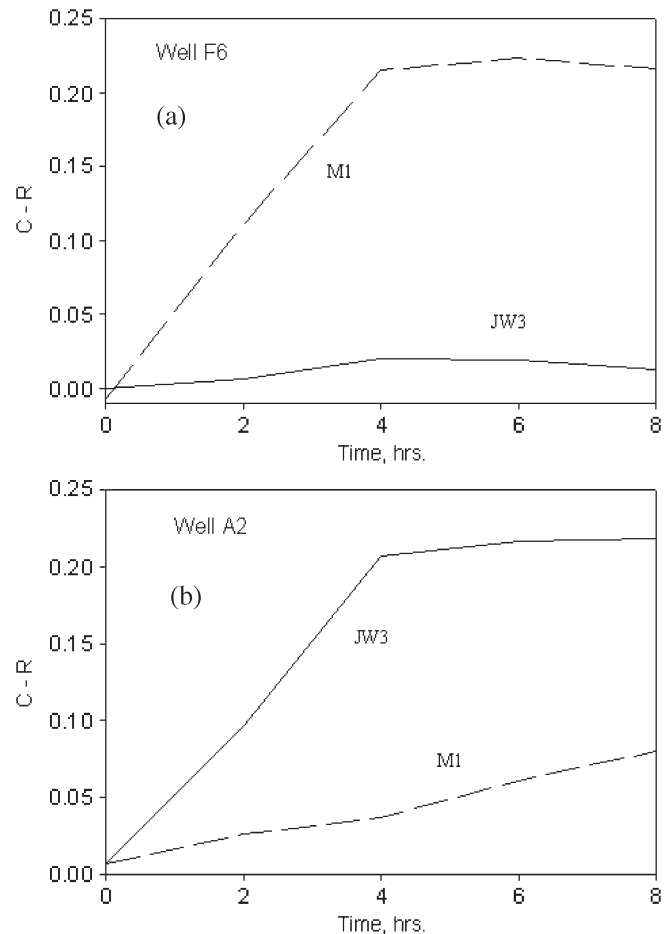 Well F6
(a)
0.25
0.20
0.15
0.10
0.05
0.00
C - R
M1
JW3
0 2 4 6 8
Time, hrs.
Well A2
(b)
0.25
0.20
0.15
0.10
0.05
0.00
C - R
JW3
M1
0 2 4 6 8
Time, hrs.